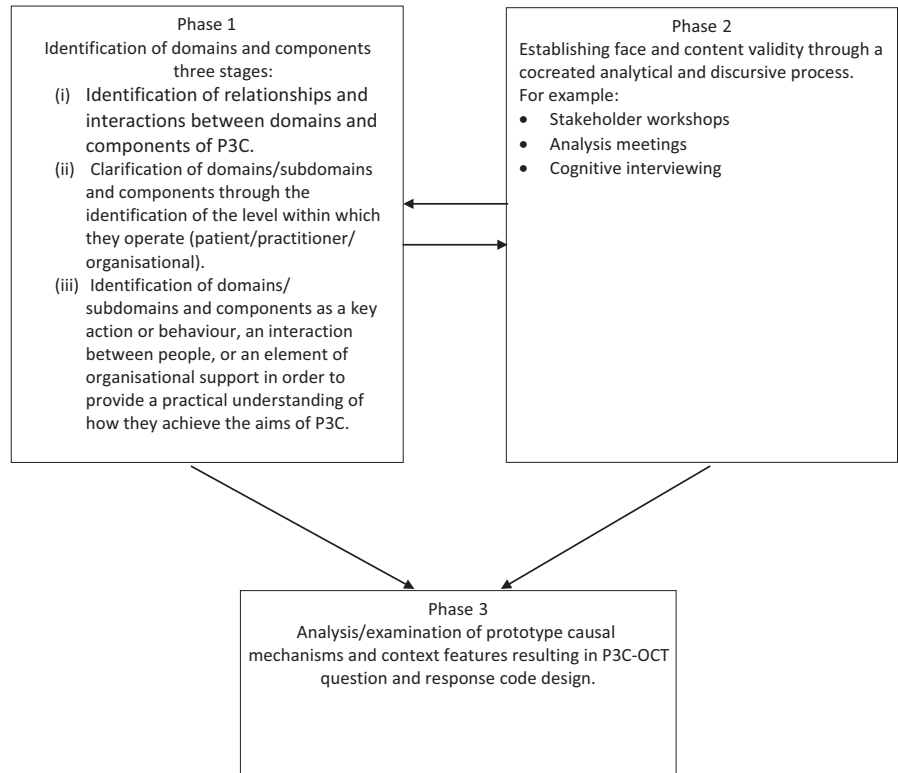 Phase 1
Identification of domains and components
three stages:
(i) Identification of relationships and
interactions between domains and
components of P3C.
(ii) Clarification of domains/subdomains
and components through the
identification of the level within which
they operate (patient/practitioner/
organisational).
(iii) Identification of domains/
subdomains and components as a key
action or behaviour, an interaction
between people, or an element of
organisational support in order to
provide a practical understanding of
how they achieve the aims of P3C.
Phase 2
Establishing face and content validity through a
cocreated analytical and discursive process.
For example:
• Stakeholder workshops
• Analysis meetings
• Cognitive interviewing
Phase 3
Analysis/examination of prototype causal
mechanisms and context features resulting in P3C-OCT
question and response code design.